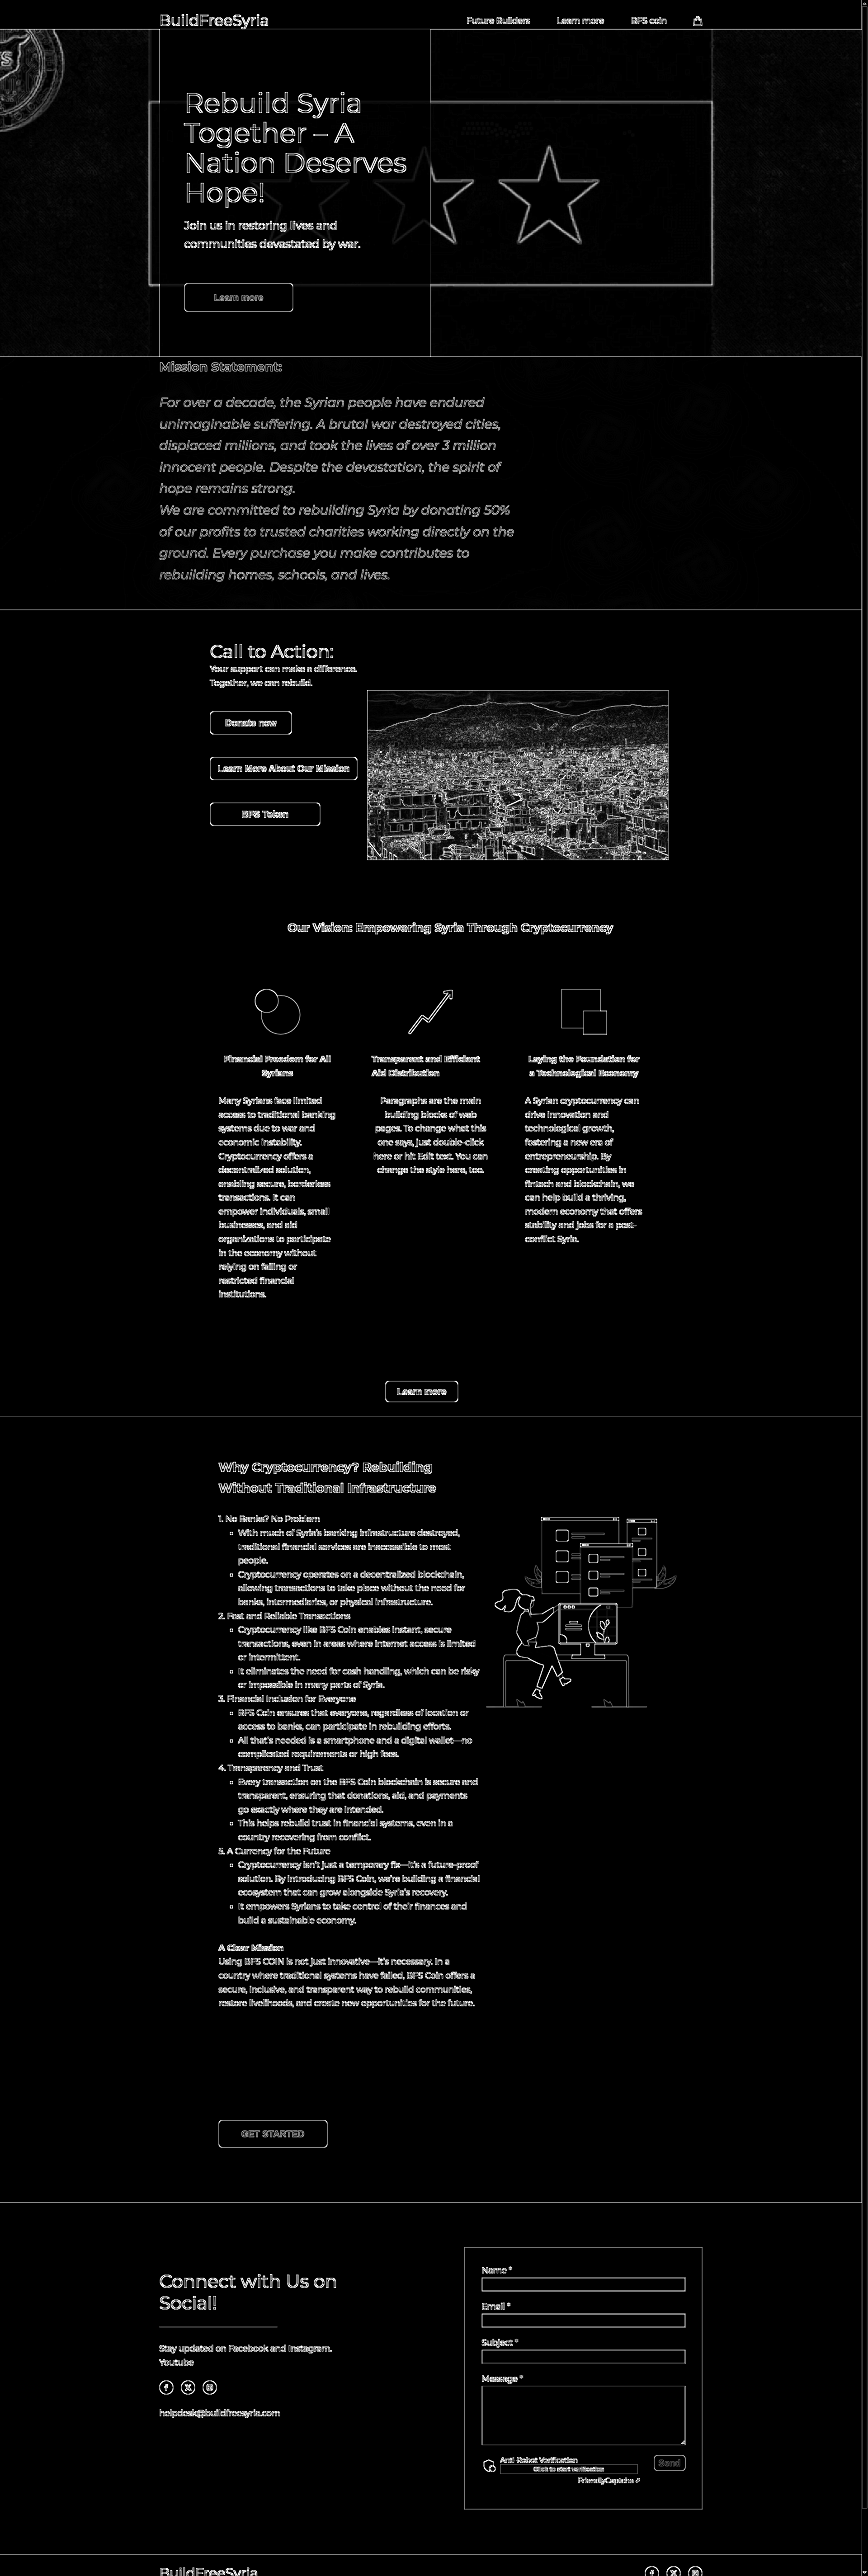 BuildFreeSyria
Future Builders
Learn more
BFS coin
Rebuild Syria
Together – A
Nation Deserves
Hope!
Join us in restoring lives and
communities devastated by war.
Learn more
Mission Statement:
For over a decade, the Syrian people have endured
unimaginable suffering. A brutal war destroyed cities,
displaced millions, and took the lives of over 3 million
innocent people. Despite the devastation, the spirit of
hope remains strong.
We are committed to rebuilding Syria by donating 50%
of our profits to trusted charities working directly on the
ground. Every purchase you make contributes to
rebuilding homes, schools, and lives.
Call to Action:
Your support can make a difference.
Together, we can rebuild.
Donate now
Learn More About Our Mission
BFS Token
Our Vision: Empowering Syria Through Cryptocurrency
Financial Freedom for All
Syrians
Many Syrians face limited
access to traditional banking
systems due to war and
economic instability.
Cryptocurrency offers a
decentralized solution,
enabling secure, borderless
transactions. It can
empower individuals, small
businesses, and aid
organizations to participate
in the economy without
relying on failing or
restricted financial
institutions.
Transparent and Efficient
Aid Distribution
Paragraphs are the main
building blocks of web
pages. To change what this
one says, just double-click
here or hit Edit text. You can
change the style here, too.
Laying the Foundation for
a Technological Economy
A Syrian cryptocurrency can
drive innovation and
technological growth,
fostering a new era of
entrepreneurship. By
creating opportunities in
fintech and blockchain, we
can help build a thriving,
modern economy that offers
stability and jobs for a post-
conflict Syria.
Learn more
Why Cryptocurrency? Rebuilding
Without Traditional Infrastructure
1. No Banks? No Problem
With much of Syria's banking infrastructure destroyed,
traditional financial services are inaccessible to most
people.
Cryptocurrency operates on a decentralized blockchain,
allowing transactions to take place without the need for
banks, intermediaries, or physical infrastructure.
2. Fast and Reliable Transactions
Cryptocurrency like BFS Coin enables instant, secure
transactions, even in areas where internet access is limited
or intermittent.
It eliminates the need for cash handling, which can be risky
or impossible in many parts of Syria.
3. Financial Inclusion for Everyone
BFS Coin ensures that everyone, regardless of location or
access to banks, can participate in rebuilding efforts.
All that's needed is a smartphone and a digital wallet—no
complicated requirements or high fees.
4. Transparency and Trust
Every transaction on the BFS Coin blockchain is secure and
transparent, ensuring that donations, aid, and payments
go exactly where they are intended.
This helps rebuild trust in financial systems, even in a
country recovering from conflict.
5. A Currency for the Future
Cryptocurrency isn't just a temporary fix—it's a future-proof
solution. By introducing BFS Coin, we're building a financial
ecosystem that can grow alongside Syria's recovery.
It empowers Syrians to take control of their finances and
build a sustainable economy.
A Clear Mission
Using BFS COIN is not just innovative—it's necessary. In a
country where traditional systems have failed, BFS Coin offers a
secure, inclusive, and transparent way to rebuild communities,
restore livelihoods, and create new opportunities for the future.
GET STARTED
Connect with Us on
Social!
Stay updated on Facebook and Instagram.
Youtube
helpdesk@buildfreesyria.com
Name *
Email *
Subject *
Message *
Anti-Robot Verification
Click to start verification
FriendlyCaptcha ⇗
Send
BuildFreeSyria